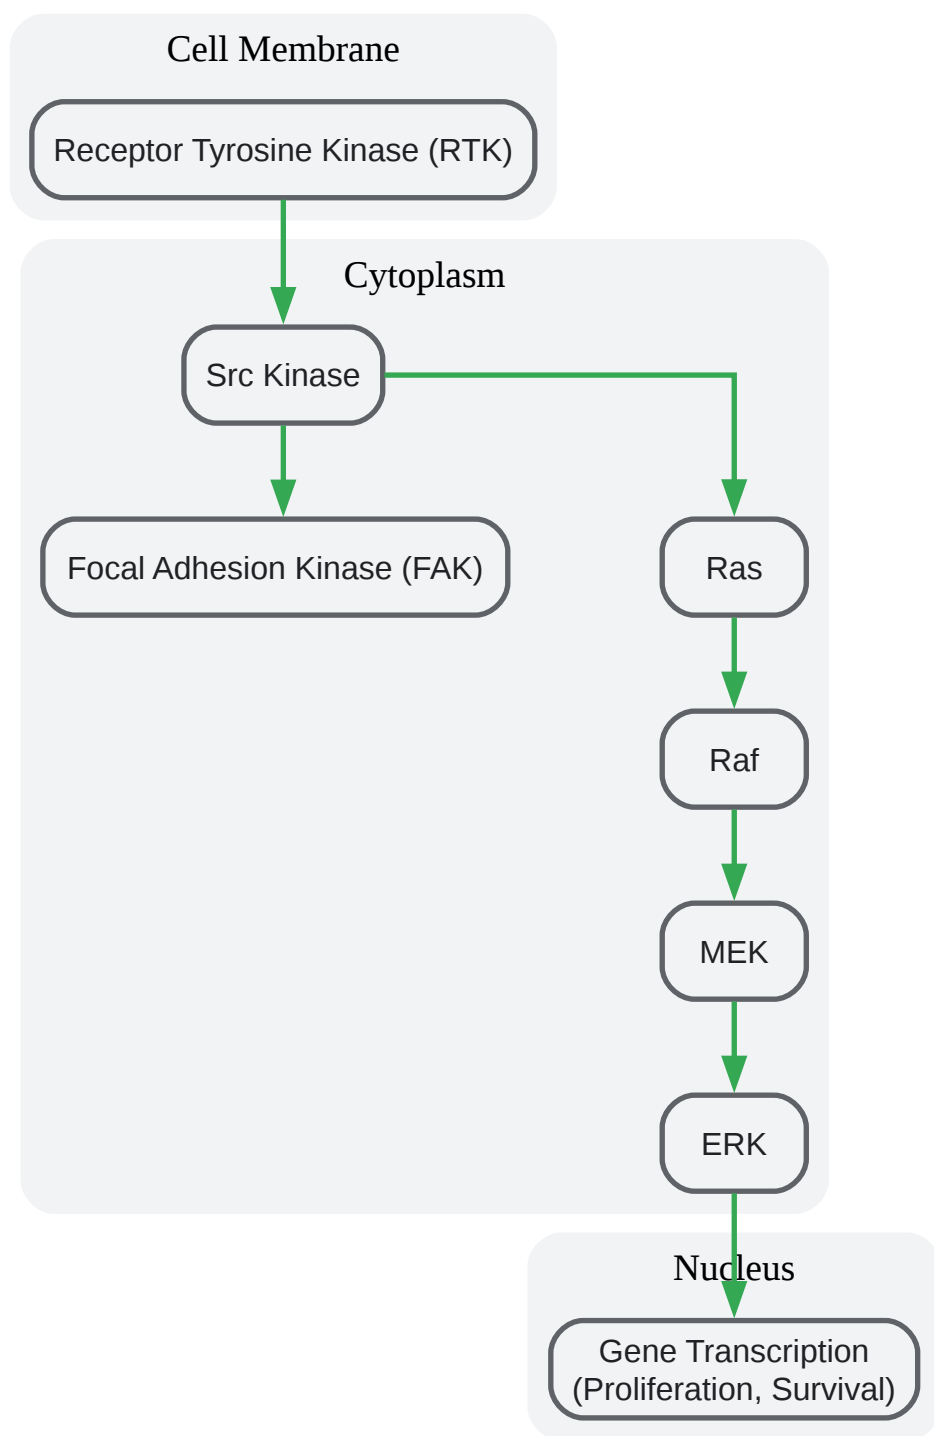 Cell Membrane
Receptor Tyrosine Kinase (RTK)
Cytoplasm
Src Kinase
Focal Adhesion Kinase (FAK)
Ras
Raf
MEK
ERK
Nucleus
Gene Transcription
(Proliferation, Survival)